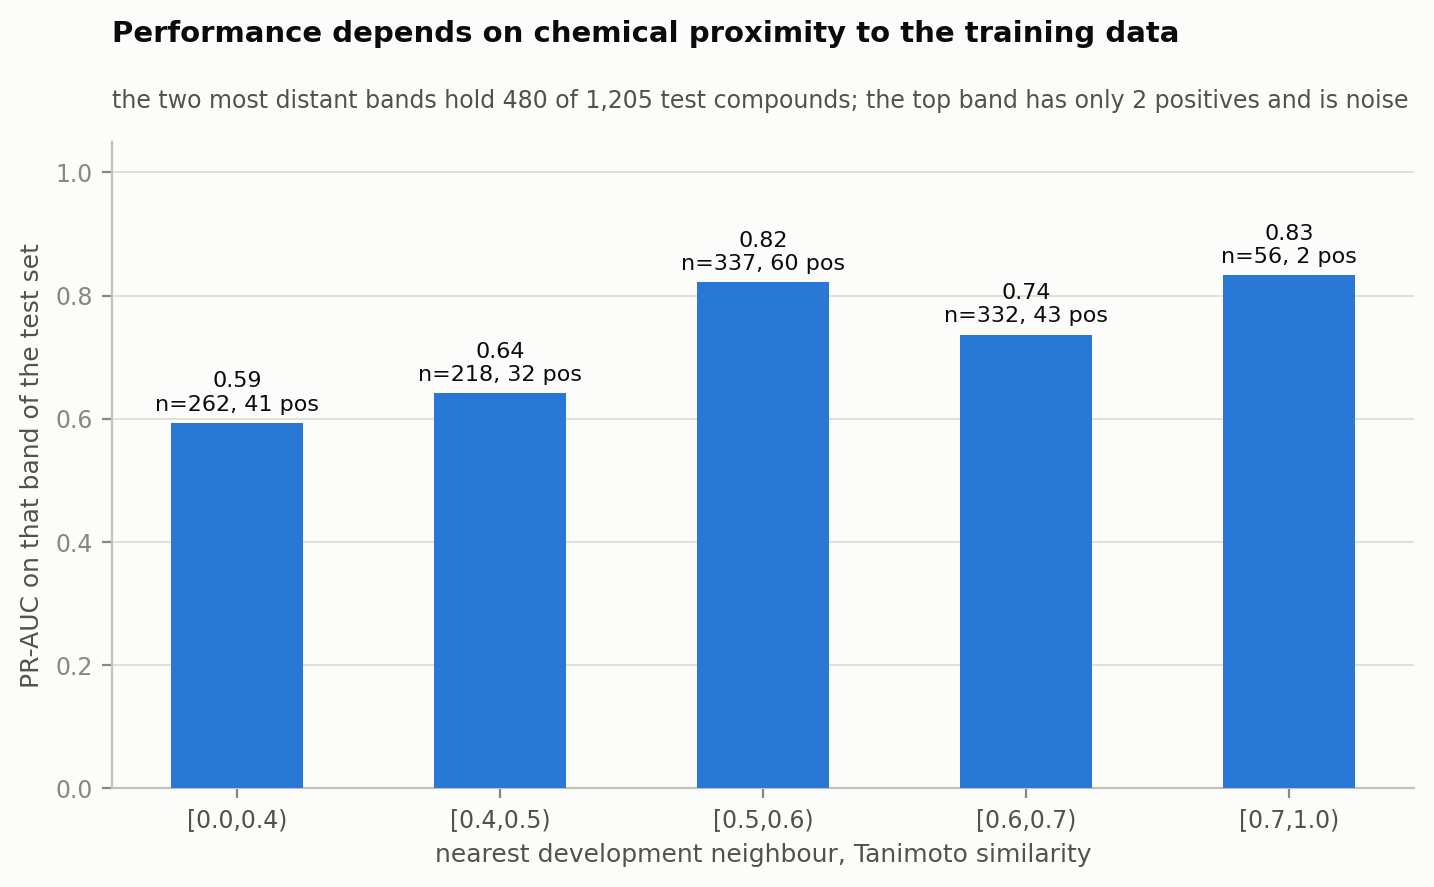 Performance depends on chemical proximity to the training data
the two most distant bands hold 480 of 1,205 test compounds; the top band has only 2 positives and is noise
PR-AUC on that band of the test set
1.0
0.8
0.6
0.4
0.2
0.0
0.59
n=262, 41 pos
0.64
n=218, 32 pos
0.82
n=337, 60 pos
0.74
n=332, 43 pos
0.83
n=56, 2 pos
[0.0,0.4)
[0.4,0.5)
[0.5,0.6)
[0.6,0.7)
[0.7,1.0)
nearest development neighbour, Tanimoto similarity